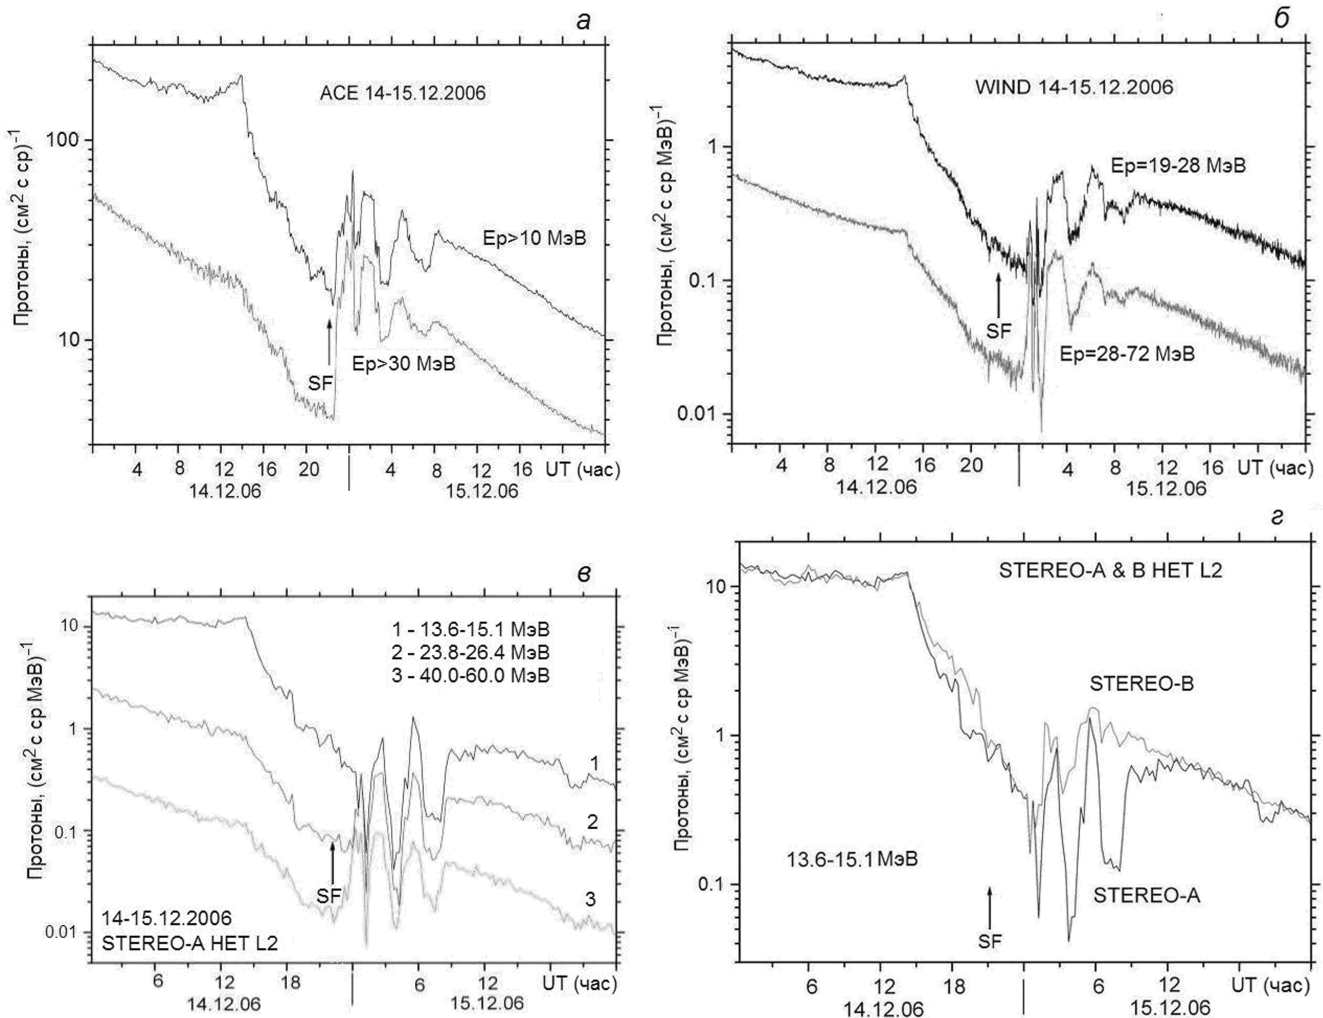 а
ACE 14-15.12.2006
Протоны, (см² с ср)⁻¹
100
10
Ep>10 МэВ
Ep>30 МэВ
SF
4 8 12 16 20 4 8 12 16 UT (час)
14.12.06 15.12.06
б
WIND 14-15.12.2006
Протоны, (см² с ср МэВ)⁻¹
1
0.1
0.01
Ep=19-28 МэВ
SF
Ep=28-72 МэВ
4 8 12 16 20 4 8 12 16 UT (час)
14.12.06 15.12.06
в
Протоны, (см² с ср МэВ)⁻¹
10
1
0.1
0.01
1 - 13.6-15.1 МэВ
2 - 23.8-26.4 МэВ
3 - 40.0-60.0 МэВ
1
2
3
SF
14-15.12.2006
STEREO-A HET L2
6 12 18 6 12 UT (час)
14.12.06 15.12.06
г
STEREO-A & B HET L2
Протоны, (см² с ср МэВ)⁻ⁱ
10
1
0.1
STEREO-B
13.6-15.1 МэВ
STEREO-A
SF
6 12 18 6 12 UT (час)
14.12.06 15.12.06